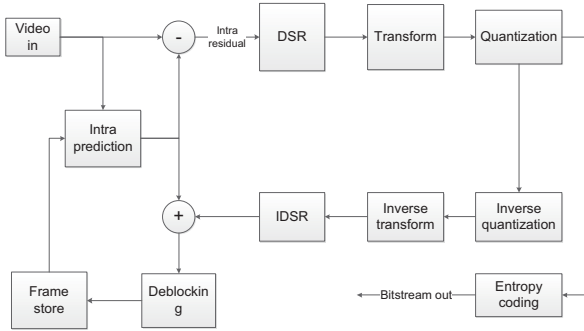 Video
in
-
Intra
residual
DSR
Transform
Quantization
Intra
prediction
+
IDSR
Inverse
transform
Inverse
quantization
Frame
store
Deblockin
g
Bitstream out
Entropy
coding